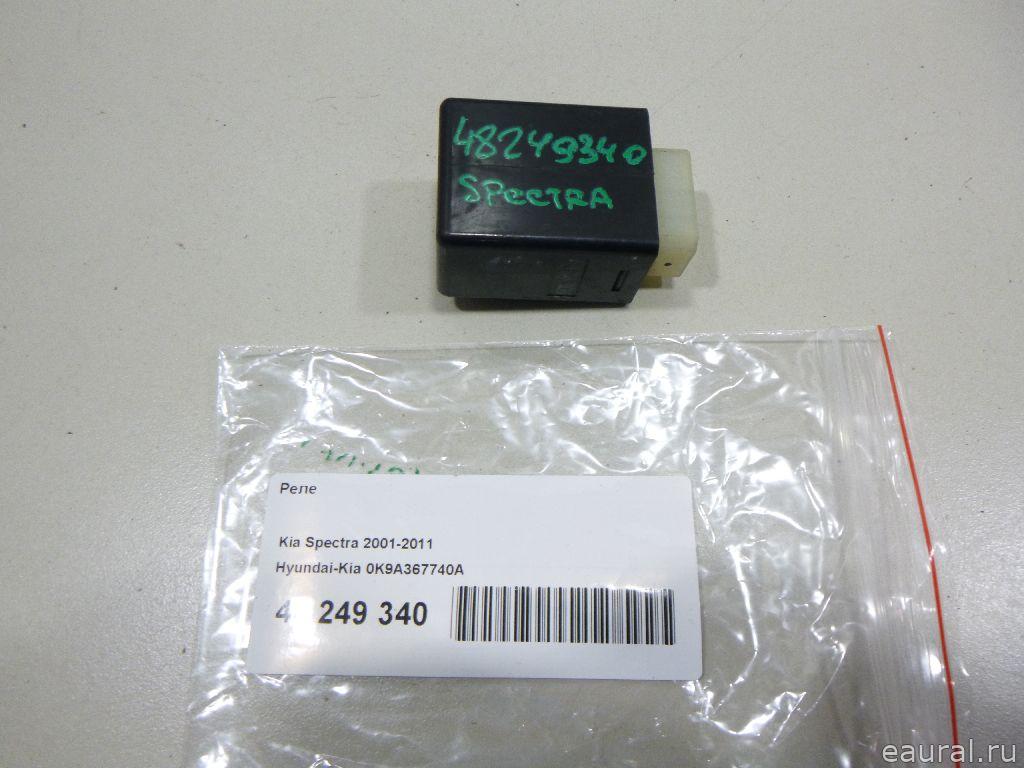 48249340
SPECTRA
Реле
Kia Spectra 2001-2011
Hyundai-Kia 0K9A367740A
249 340
eaural.ru